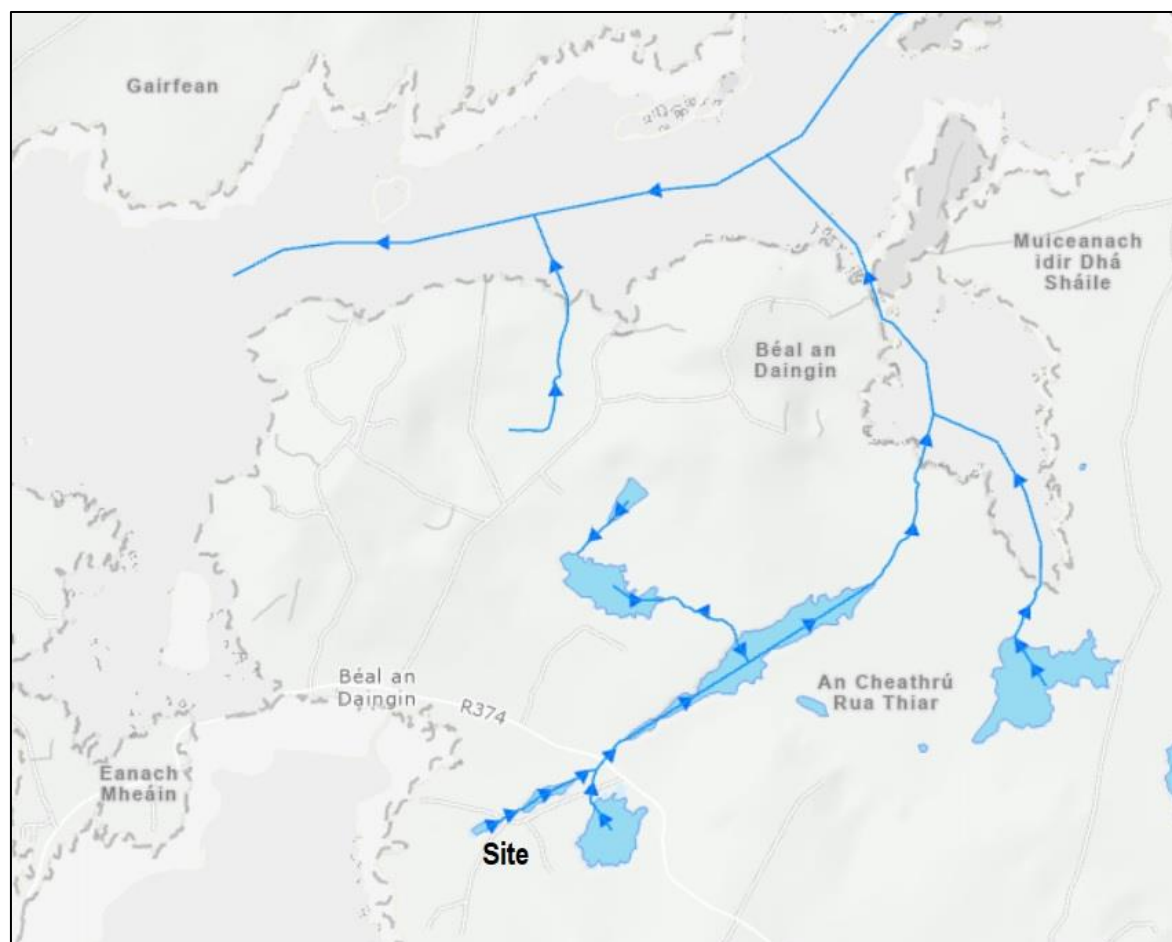 Gairfean
Muiceanach
idir Dhá
Sháile
Béal an
Daingin
Béal an
Daingin
R374
An Cheathrú
Rua Thiar
Eanach
Mheáin
Site